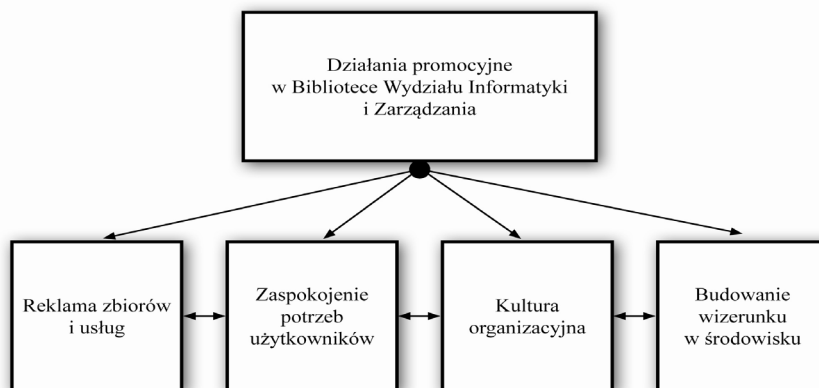 Działania promocyjne
w Bibliotece Wydziału Informatyki
i Zarządzania
Reklama zbiorów
i usług
Zaspokojenie
potrzeb
użytkowników
Kultura
organizacyjna
Budowanie
wizerunku
w środowisku